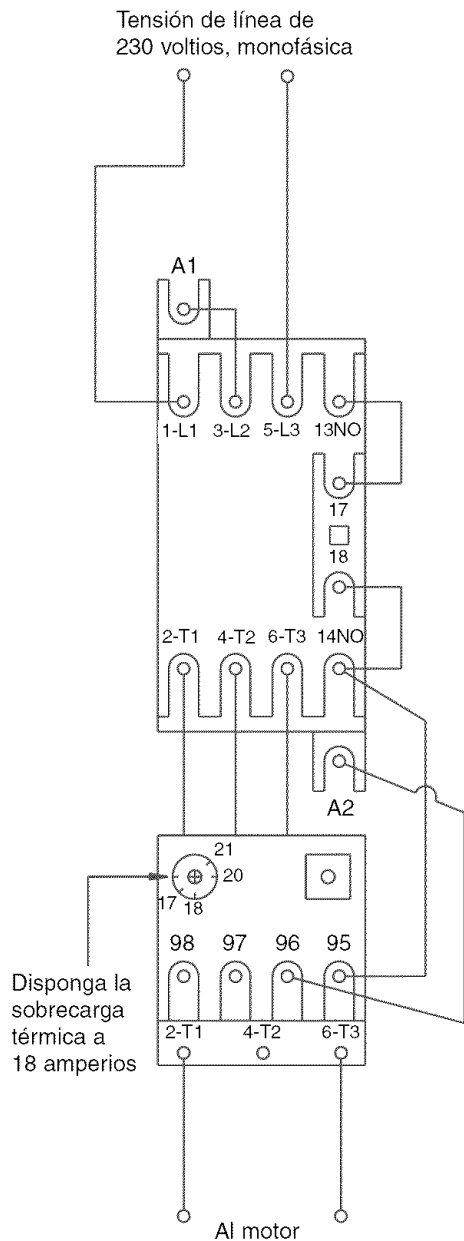 Tensión de línea de
230 voltios, monofásica
A1
1-L1 3-L2 5-L3 13NO
17
18
2-T1 4-T2 6-T3 14NO
A2
21
20
17 18
98 97 96 95
Disponga la
sobrecarga
térmica a
18 amperios
2-T1 4-T2 6-T3
Al motor